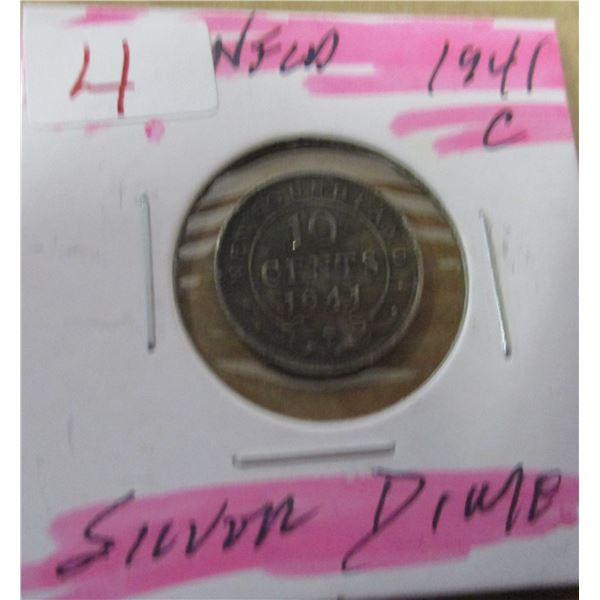 4 NFLD 1941
C
NEWFOUNDLAND
10
CENTS
1941
SILVER DIME